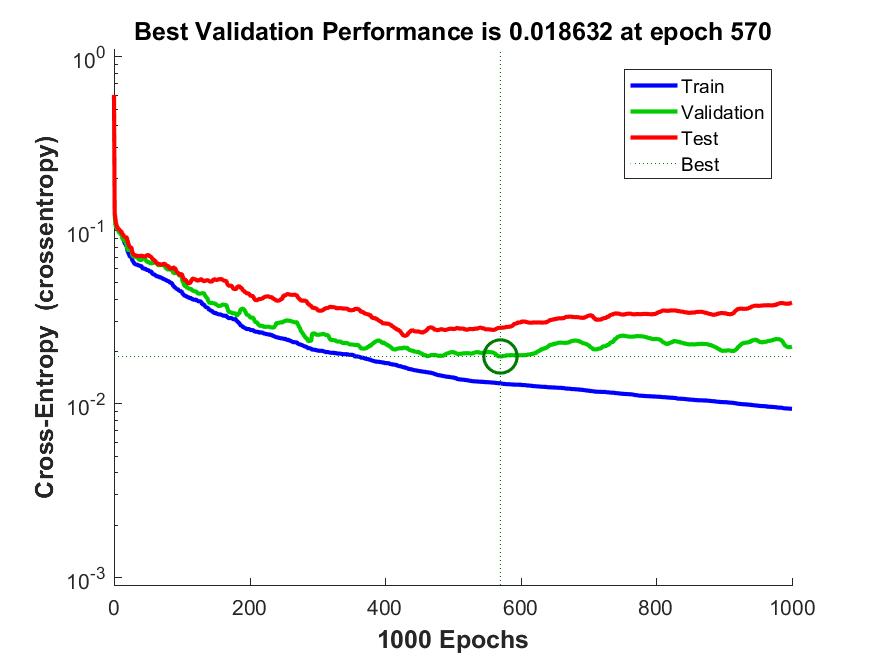 Best Validation Performance is 0.018632 at epoch 570
Cross-Entropy (crossentropy)
10^0
10^-1
10^-2
10^-3
Train
Validation
Test
Best
0 200 400 600 800 1000
1000 Epochs